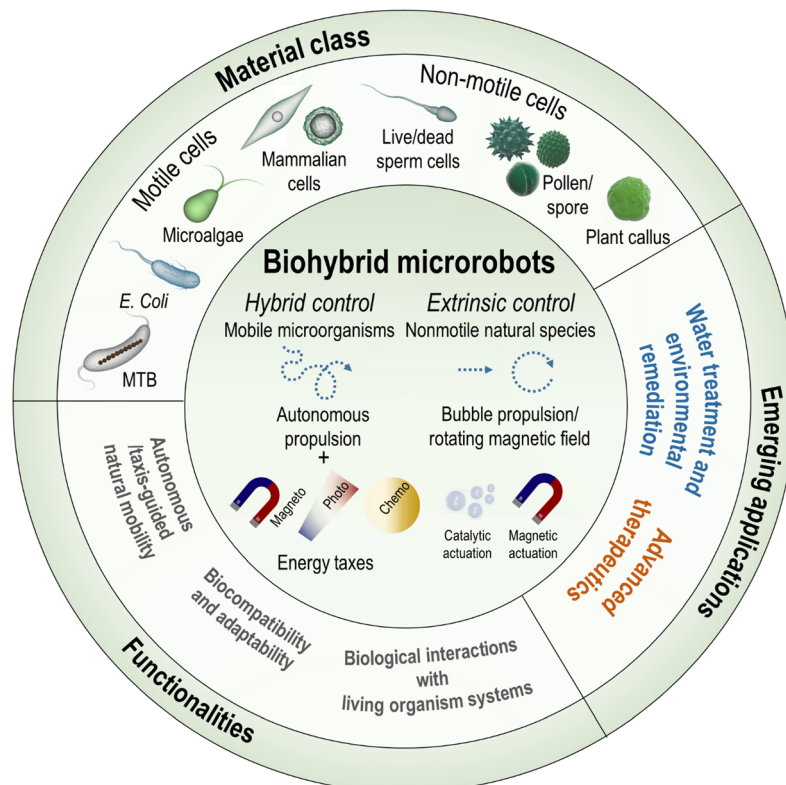 Material class
Motile cells
Non-motile cells
Mammalian
cells
Live/dead
sperm cells
Pollen/
spore
Plant callus
Microalgae
E. Coli
MTB
Biohybrid microrobots
Hybrid control
Mobile microorganisms
Autonomous
propulsion
+
Magneto
Photo
Chemo
Energy taxes
Extrinsic control
Nonmotile natural species
Bubble propulsion/
rotating magnetic field
Catalytic
actuation
Magnetic
actuation
Emerging applications
Water treatment and
environmental
remediation
Advanced
therapeutics
Functionalities
Autonomous
/taxis-guided
natural mobility
Biocompatibility
and adaptability
Biological interactions
with
living organism systems